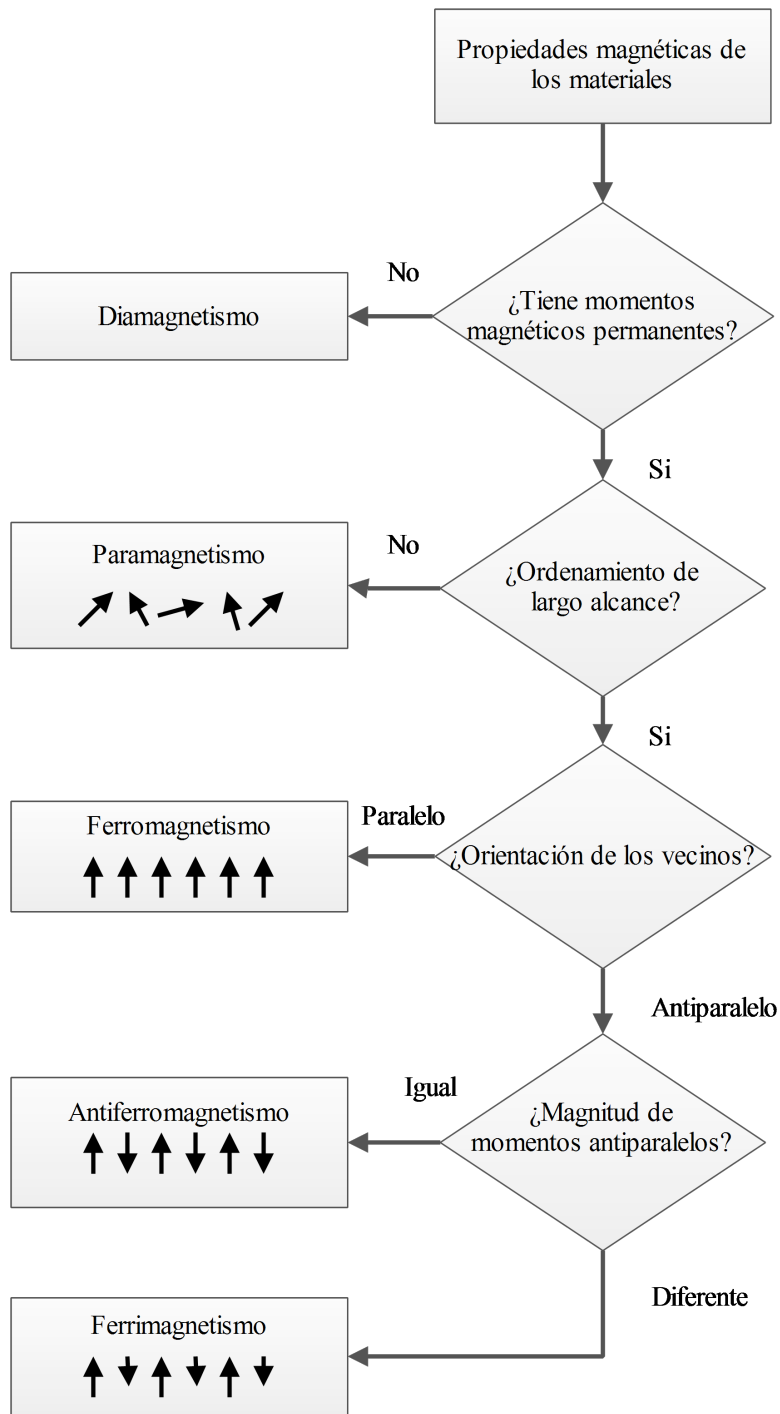 Propiedades magnéticas de
los materiales
No
¿Tiene momentos
magnéticos permanentes?
Diamagnetismo
Si
No
¿Ordenamiento de
largo alcance?
Paramagnetismo
Si
Paralelo
¿Orientación de los vecinos?
Ferromagnetismo
Antiparalelo
Igual
¿Magnitud de
momentos antiparalelos?
Antiferromagnetismo
Diferente
Ferrimagnetismo